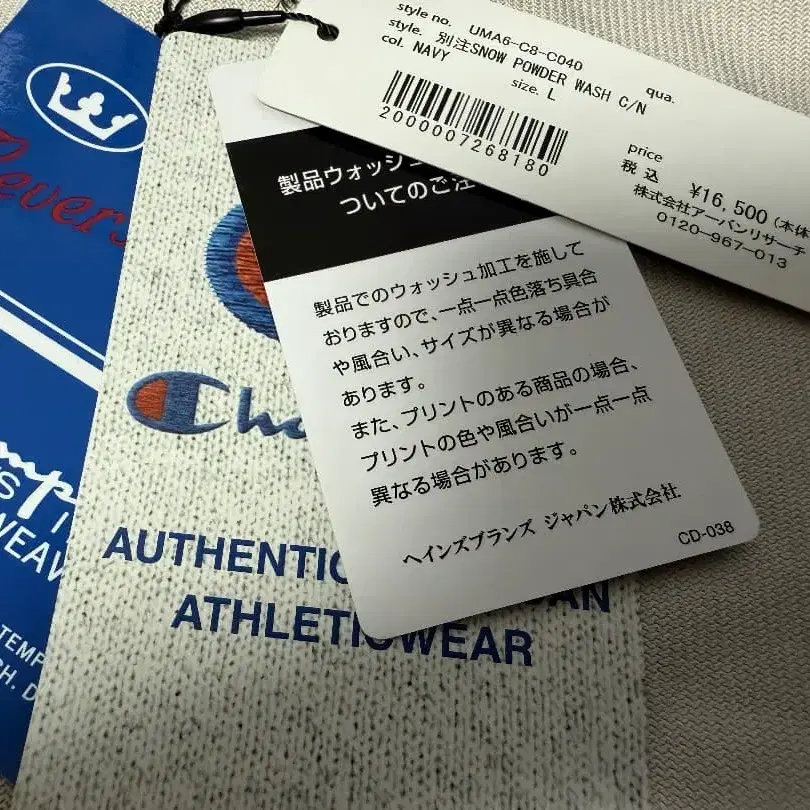 style no. UMA6-C8-C040
style. 別注SNOW POWDER WASH C/N
col. NAVY
size. L
qua.
2000007268180
price
税込 ¥16,500 (本体
株式会社アーバンリサーチ
0120-967-013
製品ウォッシュ
ついてのご注
製品でのウォッシュ加工を施して
おりますので、一点一点色落ち具合
や風合い、サイズが異なる場合が
あります。
また、プリントのある商品の場合、
プリントの色や風合いが一点一点
異なる場合があります。
ヘインズブランズ ジャパン株式会社
CD-038
Cha
AUTHENTIC
ATHLETICWEAR
Revers
WEAV
TEMP
CH. D